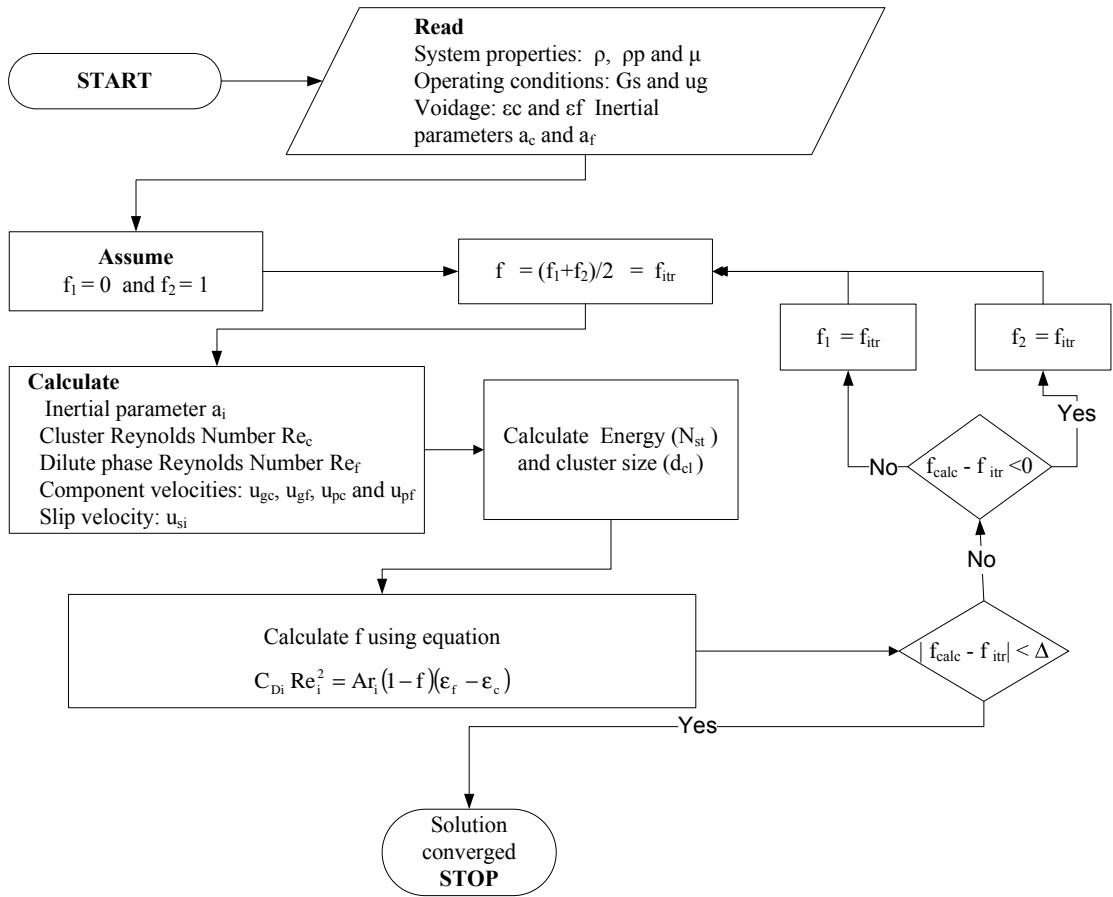 START
Read
System properties: ρ, ρp and μ
Operating conditions: Gs and ug
Voidage: εc and εf Inertial
parameters a_c and a_f
Assume
f_1 = 0 and f_2 = 1
f = (f_1+f_2)/2 = f_itr
f_1 = f_itr
f_2 = f_itr
Calculate
Inertial parameter a_i
Cluster Reynolds Number Re_c
Dilute phase Reynolds Number Re_f
Component velocities: u_gc, u_gf, u_pc and u_pf
Slip velocity: u_si
Calculate Energy (N_st )
and cluster size (d_cl )
Yes
No
f_calc - f_itr <0
No
Calculate f using equation
C_Di Re_i^2 = Ar_i (1 − f)(ε_f − ε_c)
| f_calc - f_itr| < Δ
Yes
Solution
converged
STOP